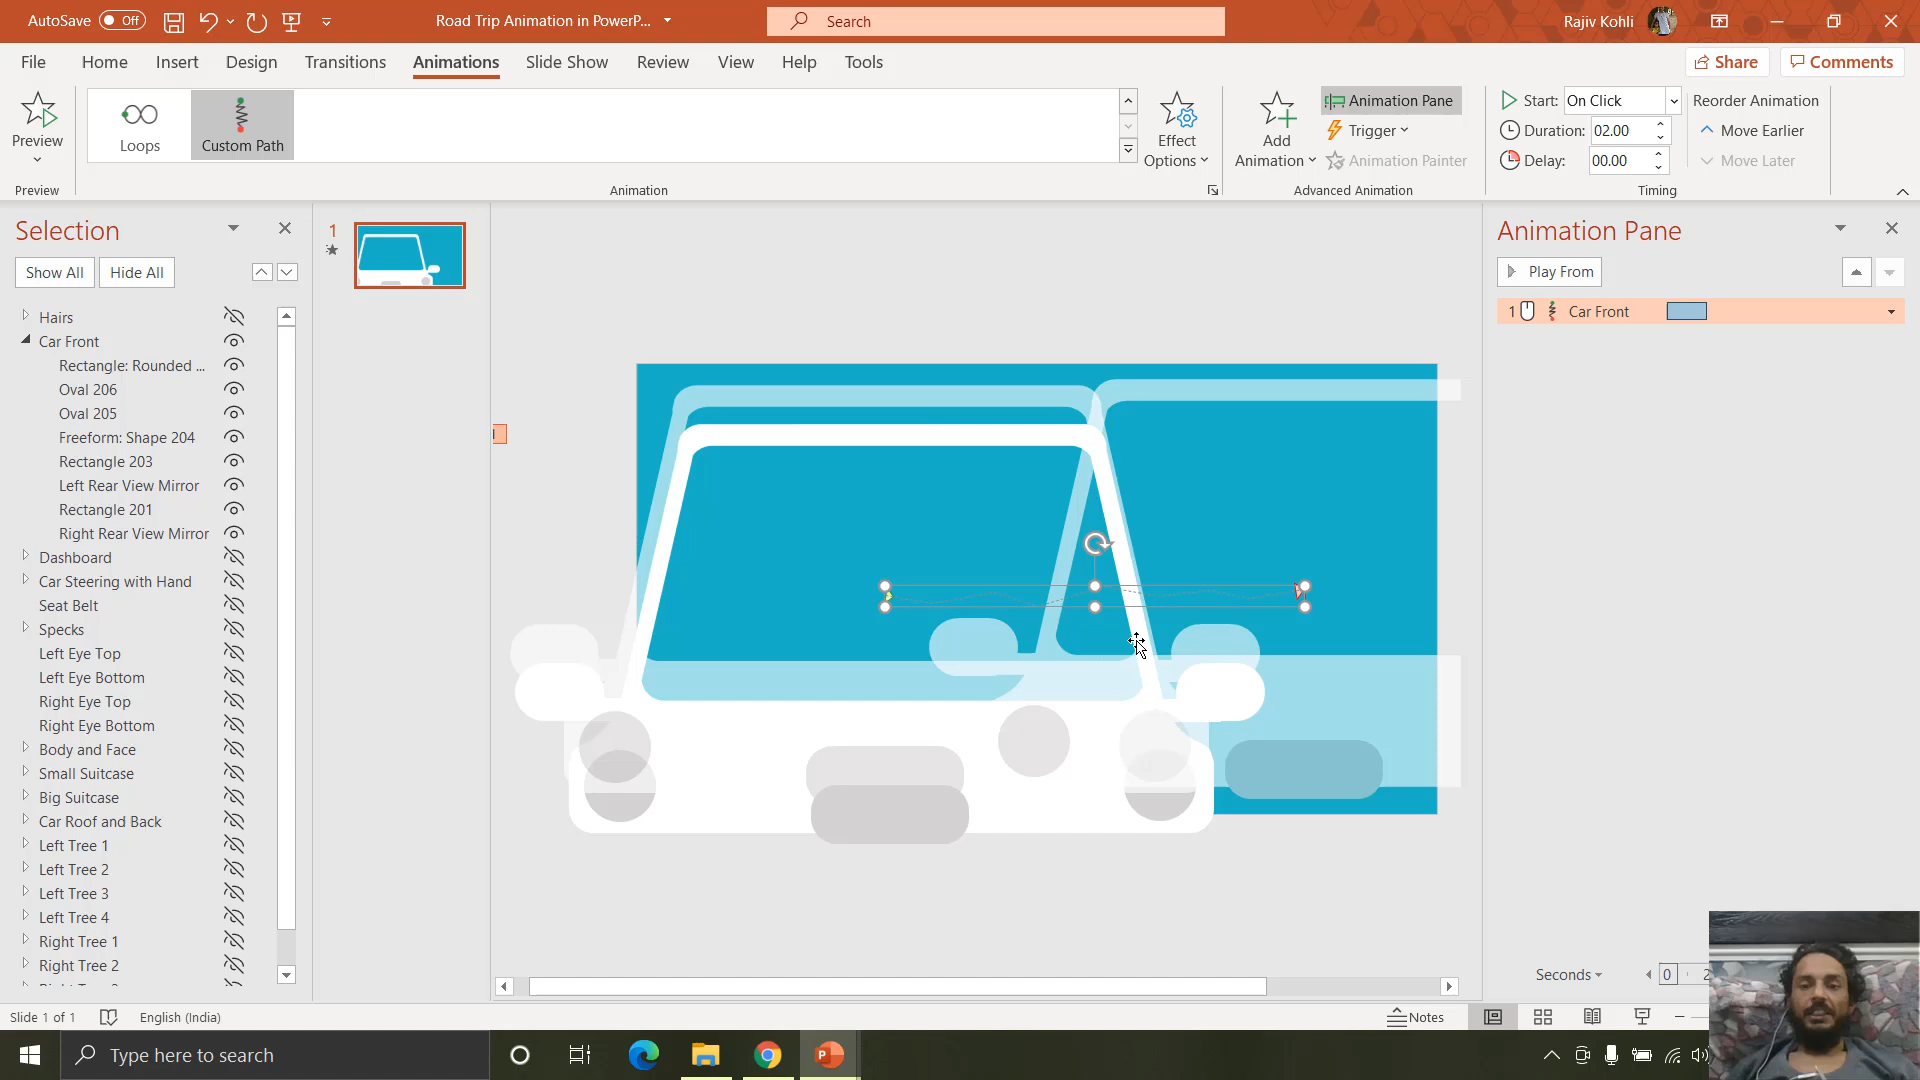 AutoSave Off
Road Trip Animation in PowerP...
Search
Rajiv Kohli
File Home Insert Design Transitions Animations Slide Show Review View Help Tools
Share Comments
Preview
Loops
Custom Path
Effect Options
Add Animation
Animation Pane
Trigger
Animation Painter
Start: On Click
Duration: 02.00
Delay: 00.00
Reorder Animation
Move Earlier
Move Later
Preview
Animation
Advanced Animation
Timing
Selection
Show All Hide All
Hairs
Car Front
Rectangle: Rounded ...
Oval 206
Oval 205
Freeform: Shape 204
Rectangle 203
Left Rear View Mirror
Rectangle 201
Right Rear View Mirror
Dashboard
Car Steering with Hand
Seat Belt
Specks
Left Eye Top
Left Eye Bottom
Right Eye Top
Right Eye Bottom
Body and Face
Small Suitcase
Big Suitcase
Car Roof and Back
Left Tree 1
Left Tree 2
Left Tree 3
Left Tree 4
Right Tree 1
Right Tree 2
1
Animation Pane
Play From
1 Car Front
Seconds 0 2
Slide 1 of 1
English (India)
Notes
Type here to search